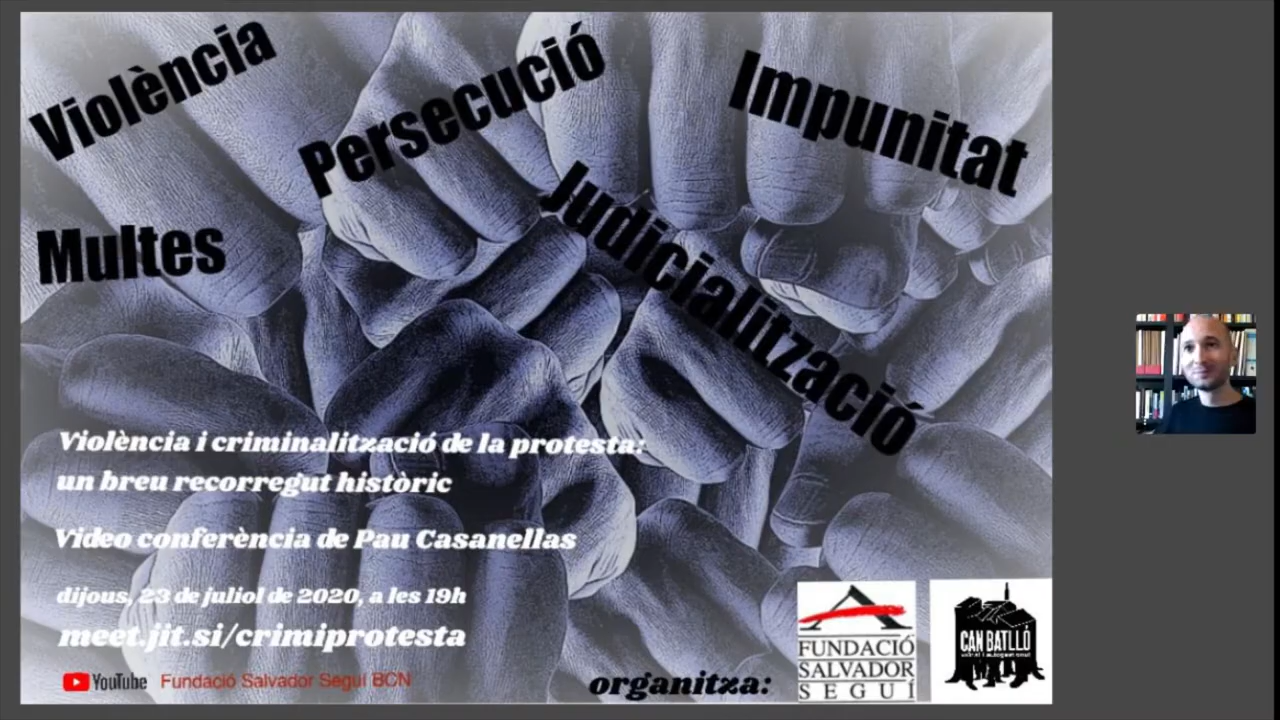 Violència
Persecució
Impunitat
Judicialització
Multes
Violència i criminalització de la protesta:
un breu recorregut històric
Video conferència de Pau Casanellas
dijous, 23 de juliol de 2020, a les 19h
meet.jit.si/crimiprotesta
YouTube Fundació Salvador Seguí BCN
organitza:
FUNDACIÓ
SALVADOR
SEGUÍ
CAN BATLLÓ